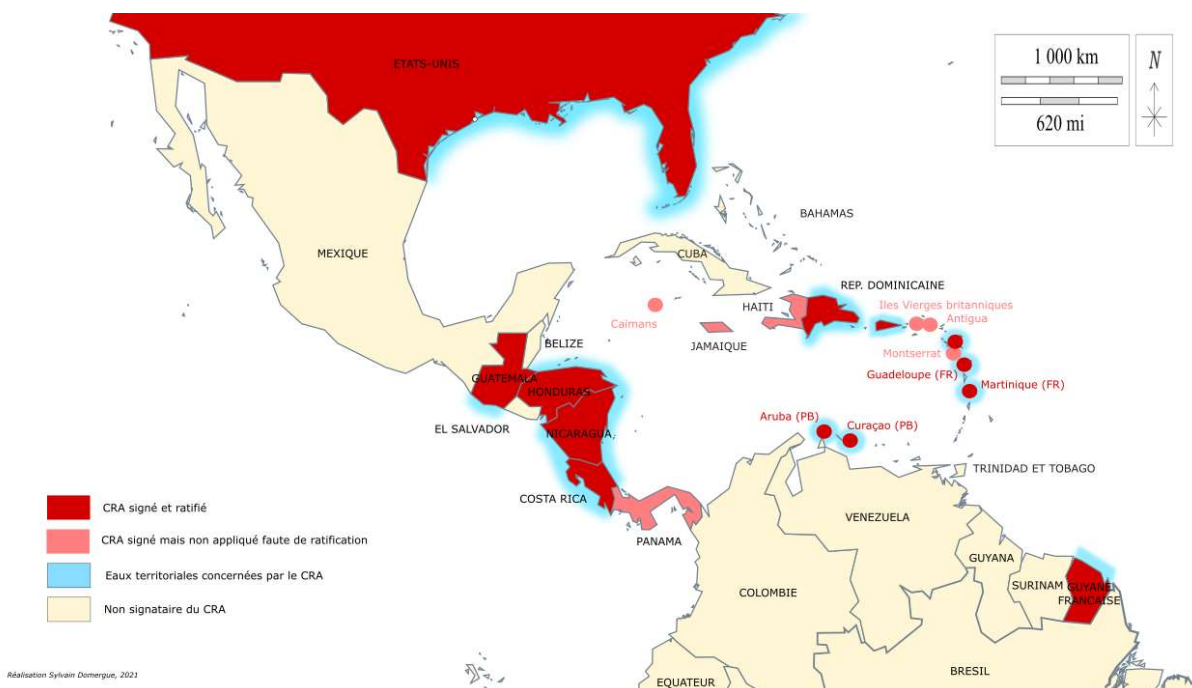 ETATS-UNIS
1 000 km
620 mi
N
MEXIQUE
BAHAMAS
CUBA
REP. DOMINICAINE
HAITI
Iles Vierges britanniques
Antigua
Caimans
JAMAIQUE
BELIZE
Montserrat
Guadeloupe (FR)
GUATEMALA
HONDURAS
Martinique (FR)
EL SALVADOR
NICARAGUA
Aruba (PB)
Curaçao (PB)
TRINIDAD ET TOBAGO
COSTA RICA
PANAMA
VENEZUELA
GUYANA
SURINAM
GUYANE
FRANCAISE
COLOMBIE
BRESIL
EQUATEUR
CRA signé et ratifié
CRA signé mais non appliqué faute de ratification
Eaux territoriales concernées par le CRA
Non signataire du CRA
Réalisation Sylvain Domergue, 2021